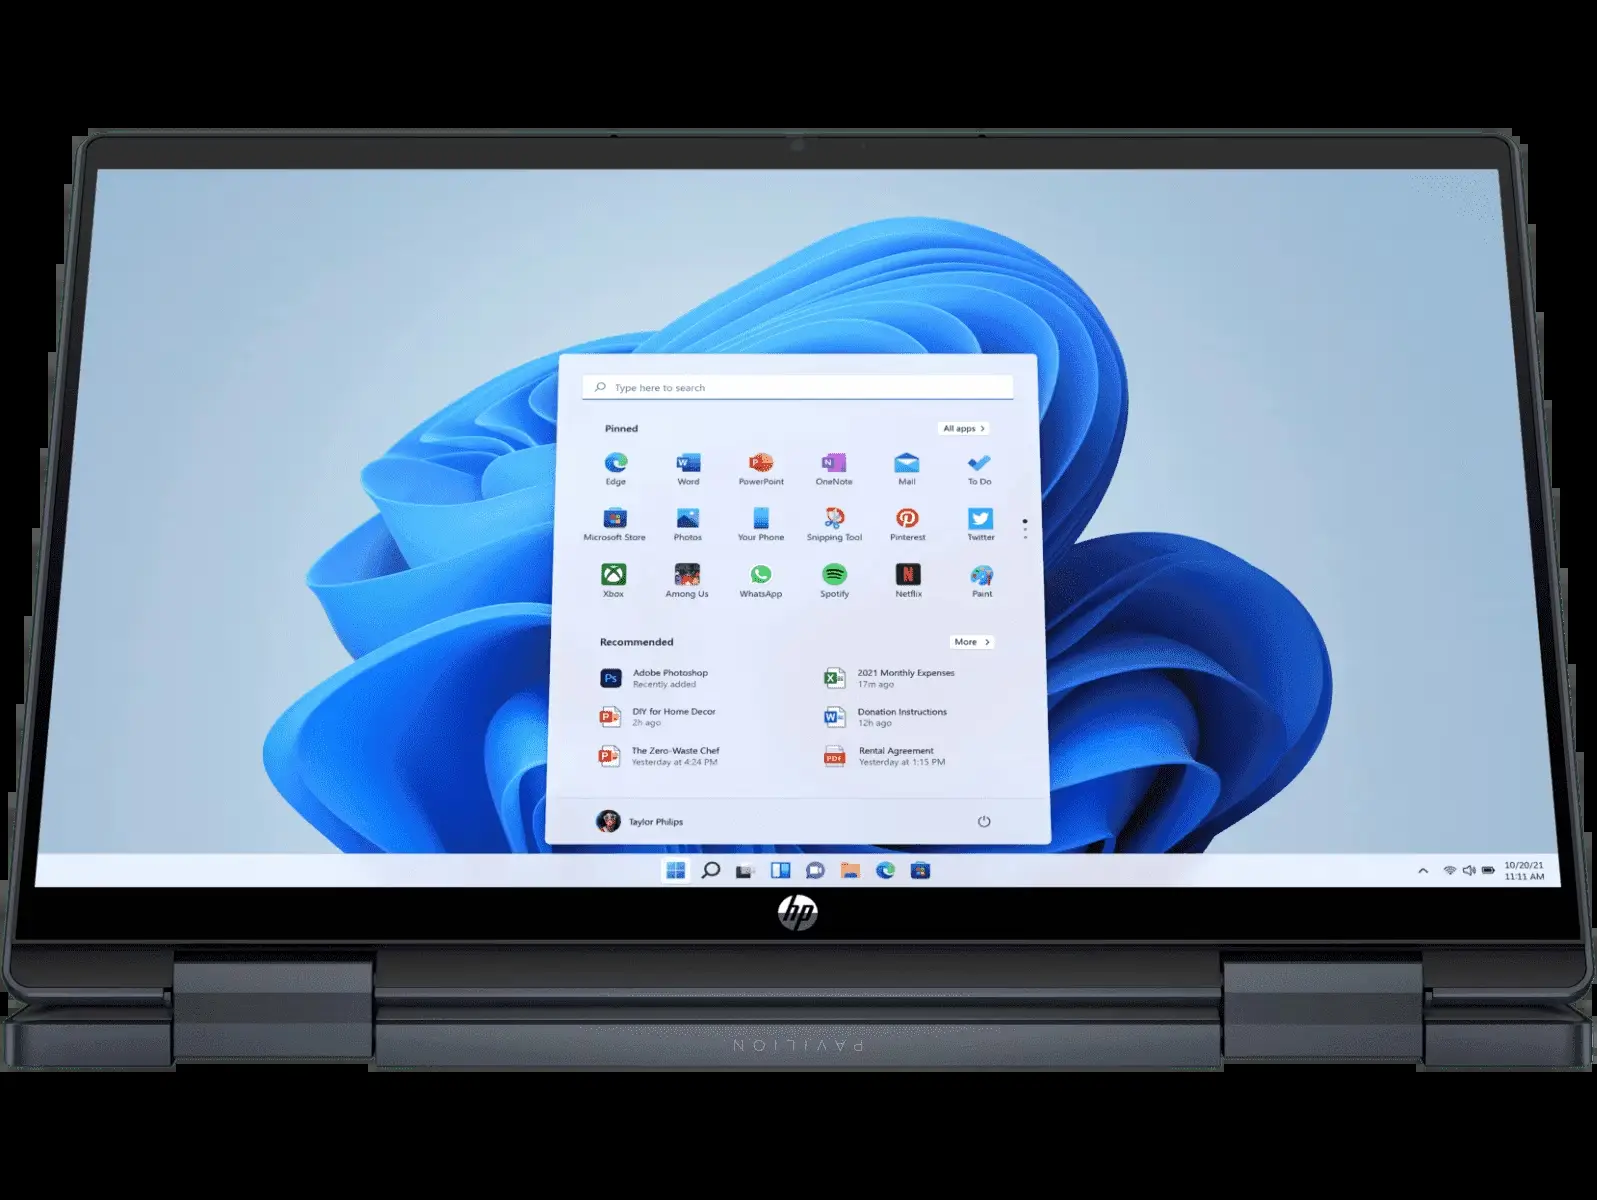 Type here to search
Pinned
All apps >
Edge
Word
PowerPoint
OneNote
Mail
To Do
Microsoft Store
Photos
Your Phone
Snipping Tool
Pinterest
Twitter
Xbox
Among Us
WhatsApp
Spotify
Netflix
Paint
Recommended
More >
Ps
Adobe Photoshop
Recently added
2021 Monthly Expenses
17m ago
DIY for Home Decor
2h ago
Donation Instructions
12h ago
The Zero-Waste Chef
Yesterday at 4:24 PM
PDF
Rental Agreement
Yesterday at 1:15 PM
Taylor Philips
10/20/21
11:11 AM
hp
PAVILION